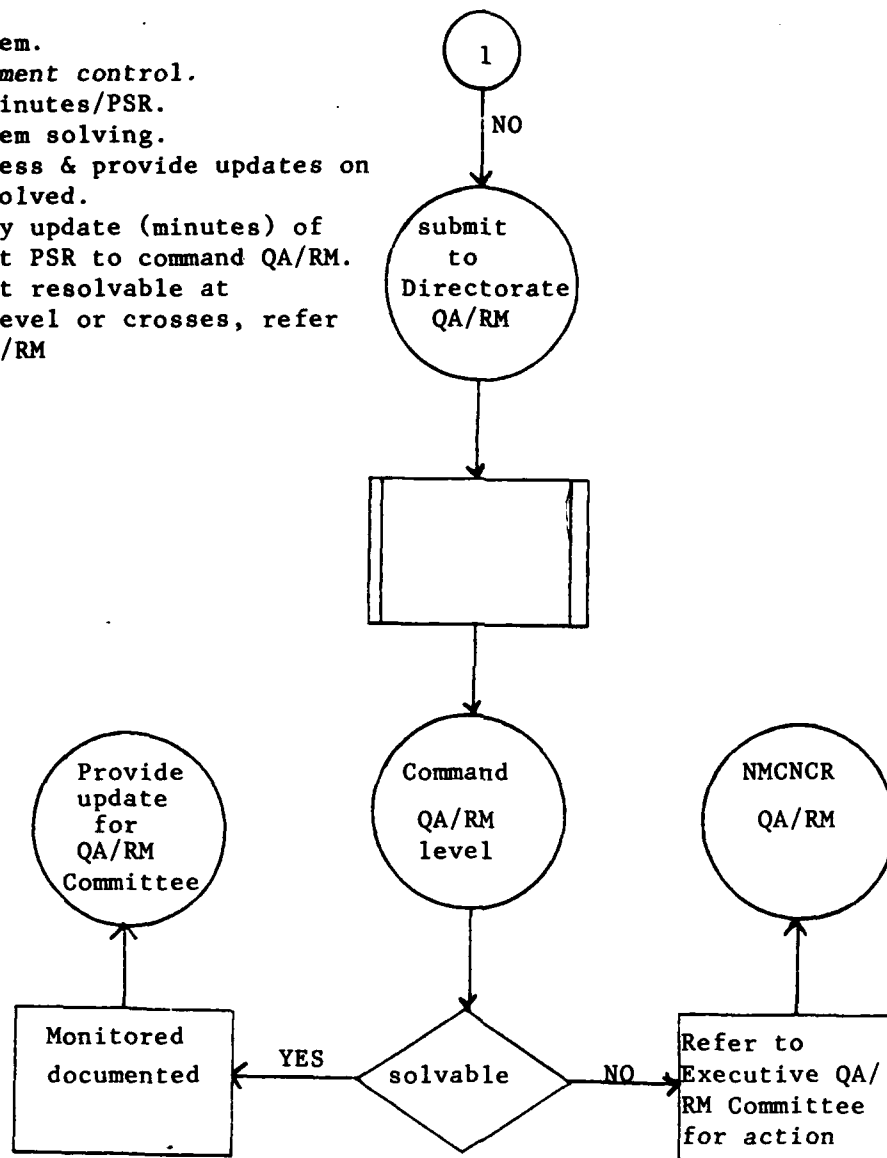 em.
ment control.
inutes/PSR.
em solving.
ess & provide updates on
olved.
y update (minutes) of
t PSR to command QA/RM.
t resolvable at
evel or crosses, refer
/RM
1
NO
submit
to
Directorate
QA/RM
Command
QA/RM
level
Provide
update
for
QA/RM
Committee
NMCNCR
QA/RM
Monitored
documented
YES
solvable
NO
Refer to
Executive QA/
RM Committee
for action